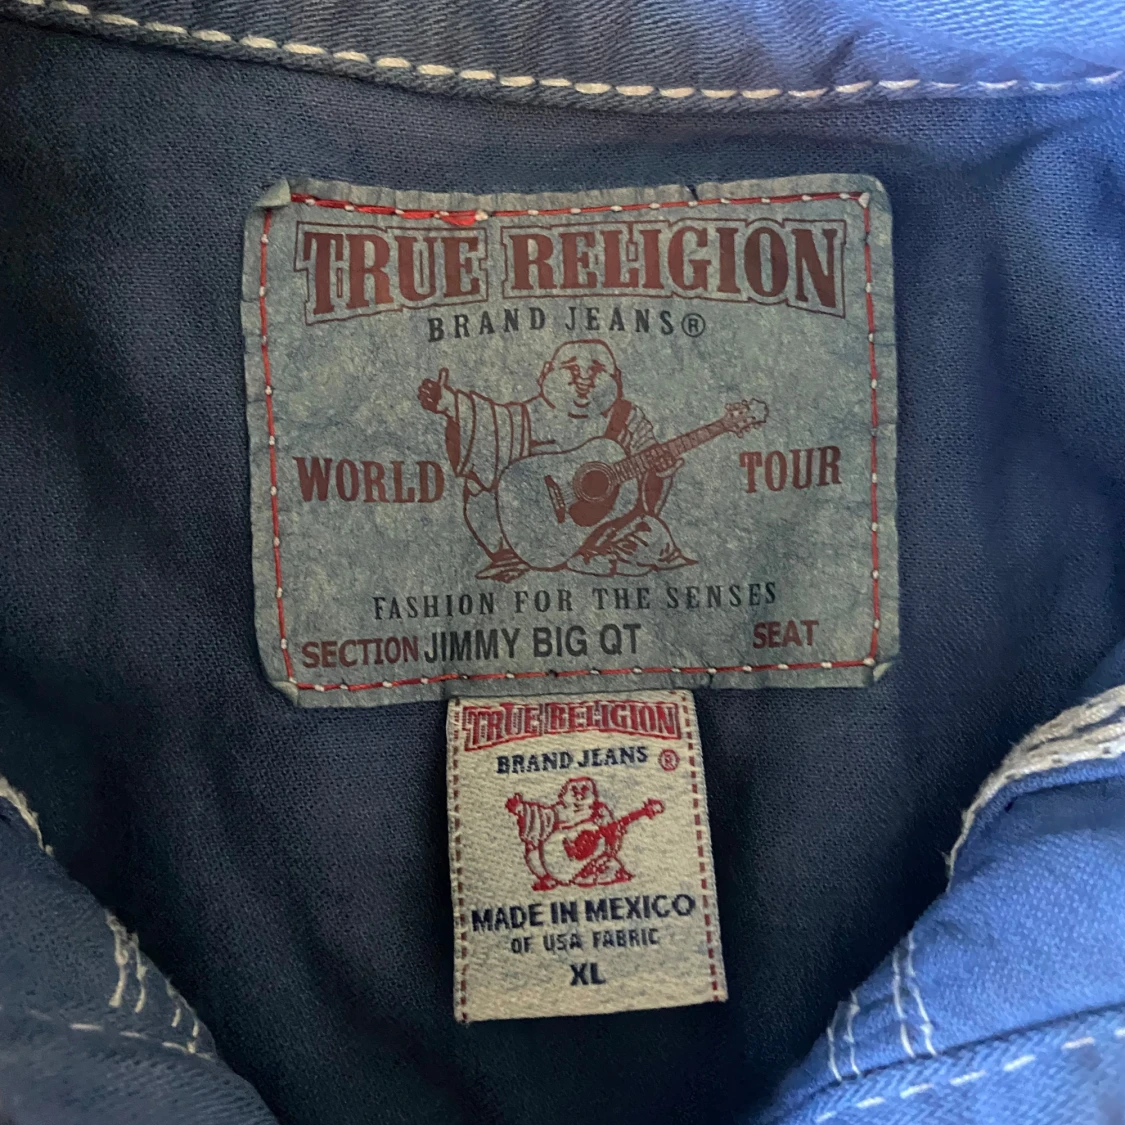 TRUE RELIGION
BRAND JEANS®
WORLD TOUR
FASHION FOR THE SENSES
SECTION JIMMY BIG QT SEAT
TRUE RELIGION
BRAND JEANS ®
MADE IN MEXICO
OF USA FABRIC
XL